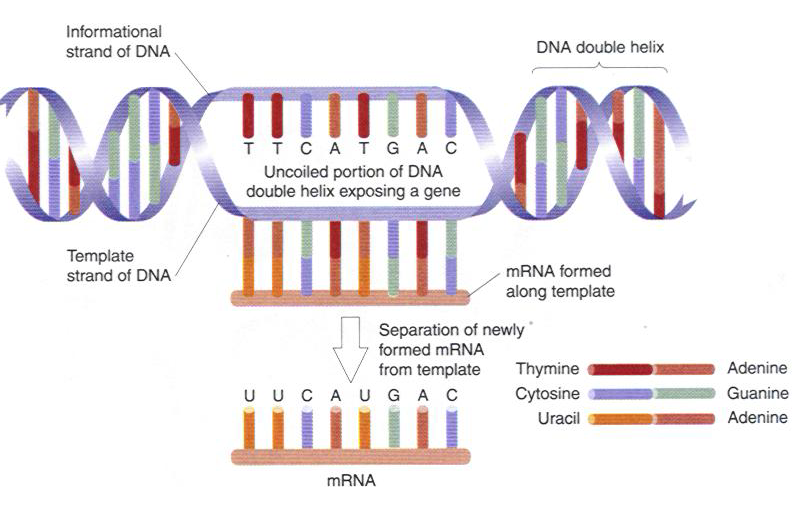 Informational
strand of DNA
DNA double helix
T T C A T G A C
Uncoiled portion of DNA
double helix exposing a gene
Template
strand of DNA
mRNA formed
along template
Separation of newly
formed mRNA
from template
Thymine Adenine
Cytosine Guanine
Uracil Adenine
U U C A U G A C
mRNA